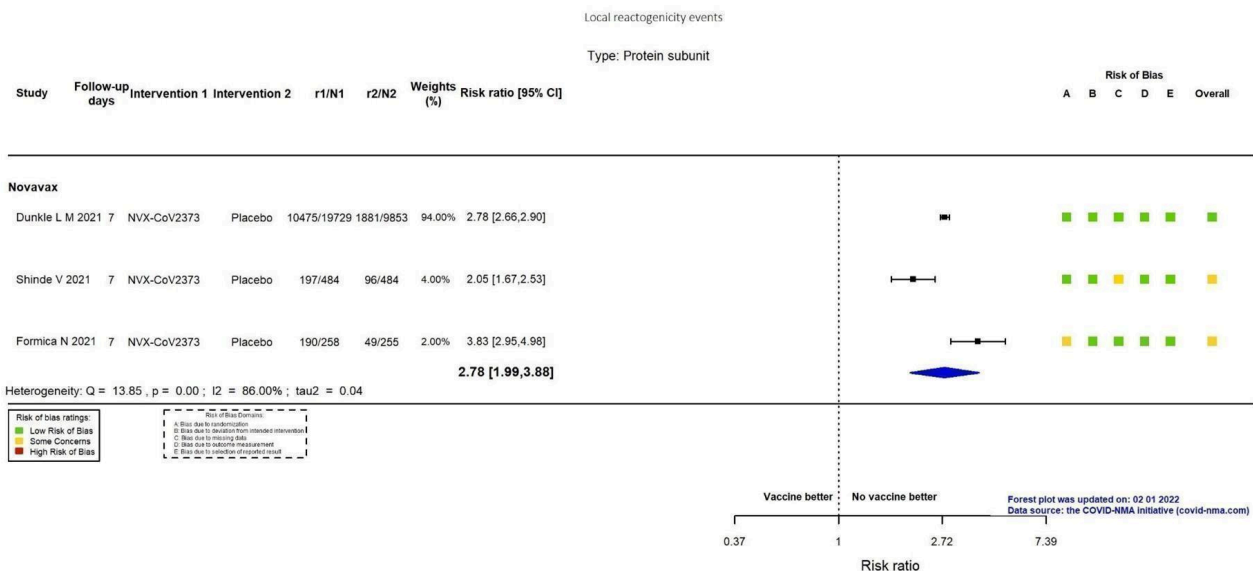 Local reactogenicity events
Type: Protein subunit
Risk of Bias
Study Follow-up days Intervention 1 Intervention 2 r1/N1 r2/N2 Weights (%) Risk ratio [95% CI] A B C D E Overall
Novavax
Dunkle L M 2021 7 NVX-CoV2373 Placebo 10475/19729 1881/9853 94.00% 2.78 [2.66,2.90]
Shinde V 2021 7 NVX-CoV2373 Placebo 197/484 96/484 4.00% 2.05 [1.67,2.53]
Formica N 2021 7 NVX-CoV2373 Placebo 190/258 49/255 2.00% 3.83 [2.95,4.98]
2.78 [1.99,3.88]
Heterogeneity: Q = 13.85 , p = 0.00 ; I2 = 86.00% ; tau2 = 0.04
Risk of bias ratings:
Low Risk of Bias
Some Concerns
High Risk of Bias
Risk of Bias Domains:
A: Bias due to randomization
B: Bias due to deviation from intended intervention
C: Bias due to missing data
D: Bias due to outcome measurement
E: Bias due to selection of reported result
Vaccine better No vaccine better
Forest plot was updated on: 02 01 2022
Data source: the COVID-NMA initiative (covid-nma.com)
0.37 1 2.72 7.39
Risk ratio